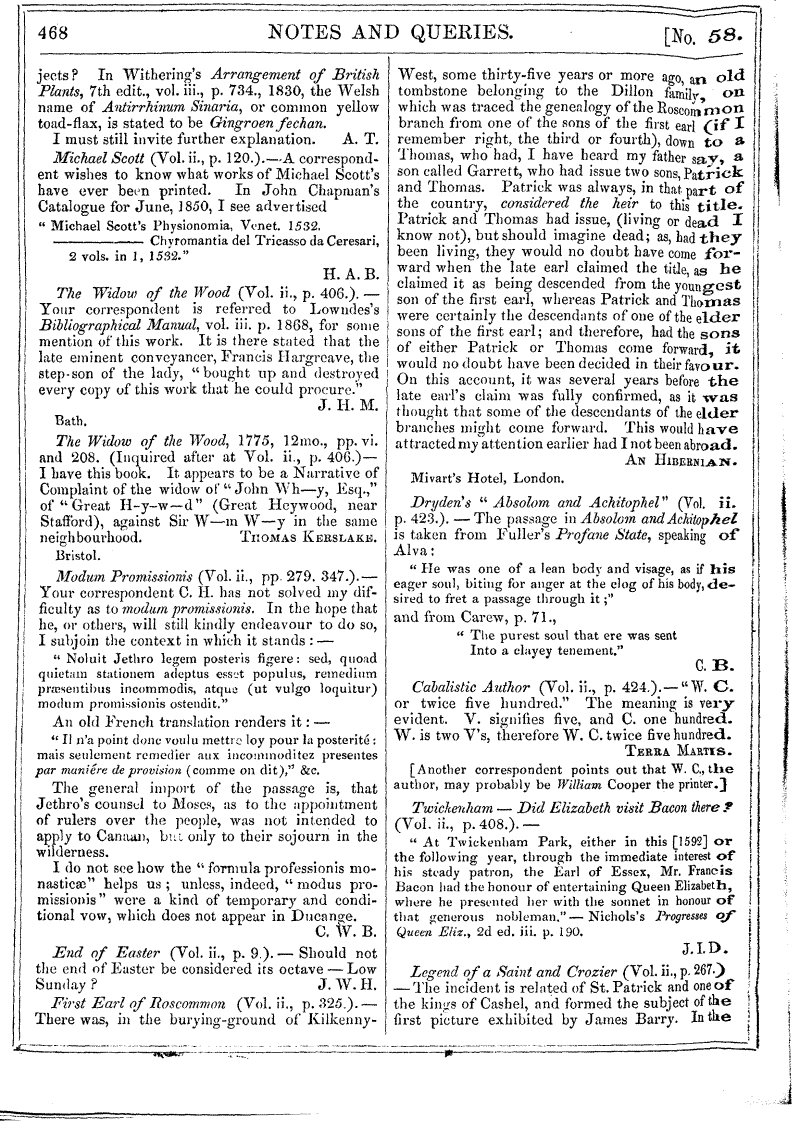 468 NOTES AND QUERIES. [No. 58.
jects? In Withering's Arrangement of British
Plants, 7th edit., vol. iii., p. 734., 1830, the Welsh
name of Antirrhinum Sinaria, or common yellow
toad-flax, is stated to be Gingroen fechan.
I must still invite further explanation. A. T.
Michael Scott (Vol. ii., p. 120.).—A correspond-
ent wishes to know what works of Michael Scott's
have ever been printed. In John Chapman's
Catalogue for June, 1850, I see advertised
“ Michael Scott's Physionomia, Venet. 1532.
———— Chyromantia del Tricasso da Ceresari,
2 vols. in 1, 1532.”
H. A. B.
The Widow of the Wood (Vol. ii., p. 406.). —
Your correspondent is referred to Lowndes's
Bibliographical Manual, vol. iii. p. 1868, for some
mention of this work. It is there stated that the
late eminent conveyancer, Francis Hargreave, the
step-son of the lady, “ bought up and destroyed
every copy of this work that he could procure.”
J. H. M.
Bath.
The Widow of the Wood, 1775, 12mo., pp. vi.
and 208. (Inquired after at Vol. ii., p. 406.)—
I have this book. It appears to be a Narrative of
Complaint of the widow of “ John Wh—y, Esq.,”
of “ Great H-y-w—d” (Great Heywood, near
Stafford), against Sir W—m W—y in the same
neighbourhood. THOMAS KERSLAKE.
Bristol.
Modum Promissionis (Vol. ii., pp. 279. 347.).—
Your correspondent C. H. has not solved my dif-
ficulty as to modum promissionis. In the hope that
he, or others, will still kindly endeavour to do so,
I subjoin the context in which it stands : —
“ Noluit Jethro legem posteris figere: sed, quoad
quietam stationem adeptus esset populus, remedium
præsentibus incommodis, atque (ut vulgo loquitur)
modum promissionis ostendit.”
An old French translation renders it : —
“ Il n'a point donc voulu mettre loy pour la posterité :
mais seulement remedier aux incommoditez presentes
par maniére de provision (comme on dit),” &c.
The general import of the passage is, that
Jethro's counsel to Moses, as to the appointment
of rulers over the people, was not intended to
apply to Canaan, but only to their sojourn in the
wilderness.
I do not see how the “ formula professionis mo-
nasticæ” helps us ; unless, indeed, “ modus pro-
missionis” were a kind of temporary and condi-
tional vow, which does not appear in Ducange.
C. W. B.
End of Easter (Vol. ii., p. 9.). — Should not
the end of Easter be considered its octave — Low
Sunday ? J. W. H.
First Earl of Roscommon (Vol. ii., p. 325.).—
There was, in the burying-ground of Kilkenny-
West, some thirty-five years or more ago, an old
tombstone belonging to the Dillon family, on
which was traced the genealogy of the Roscommon
branch from one of the sons of the first earl (if I
remember right, the third or fourth), down to a
Thomas, who had, I have heard my father say, a
son called Garrett, who had issue two sons, Patrick
and Thomas. Patrick was always, in that part of
the country, considered the heir to this title.
Patrick and Thomas had issue, (living or dead I
know not), but should imagine dead; as, had they
been living, they would no doubt have come for-
ward when the late earl claimed the title, as he
claimed it as being descended from the youngest
son of the first earl, whereas Patrick and Thomas
were certainly the descendants of one of the elder
sons of the first earl; and therefore, had the sons
of either Patrick or Thomas come forward, it
would no doubt have been decided in their favour.
On this account, it was several years before the
late earl's claim was fully confirmed, as it was
thought that some of the descendants of the elder
branches might come forward. This would have
attracted my attention earlier had I not been abroad.
AN HIBERNIAN.
Mivart's Hotel, London.
Dryden's “ Absolom and Achitophel” (Vol. ii.
p. 423.). — The passage in Absolom and Achitophel
is taken from Fuller's Profane State, speaking of
Alva:
“ He was one of a lean body and visage, as if his
eager soul, biting for anger at the clog of his body, de-
sired to fret a passage through it ;”
and from Carew, p. 71.,
“ The purest soul that ere was sent
Into a clayey tenement.”
C. B.
Cabalistic Author (Vol. ii., p. 424.).—“ W. C.
or twice five hundred.” The meaning is very
evident. V. signifies five, and C. one hundred.
W. is two V's, therefore W. C. twice five hundred.
TERRA MARTIS.
[Another correspondent points out that W. C., the
author, may probably be William Cooper the printer.]
Twickenham — Did Elizabeth visit Bacon there ?
(Vol. ii., p. 408.). —
“ At Twickenham Park, either in this [1592] or
the following year, through the immediate interest of
his steady patron, the Earl of Essex, Mr. Francis
Bacon had the honour of entertaining Queen Elizabeth,
where he presented her with the sonnet in honour of
that generous nobleman.”— Nichols's Progresses of
Queen Eliz., 2d ed. iii. p. 190.
J.I.D.
Legend of a Saint and Crozier (Vol. ii., p. 267.)
— The incident is related of St. Patrick and one of
the kings of Cashel, and formed the subject of the
first picture exhibited by James Barry. In the